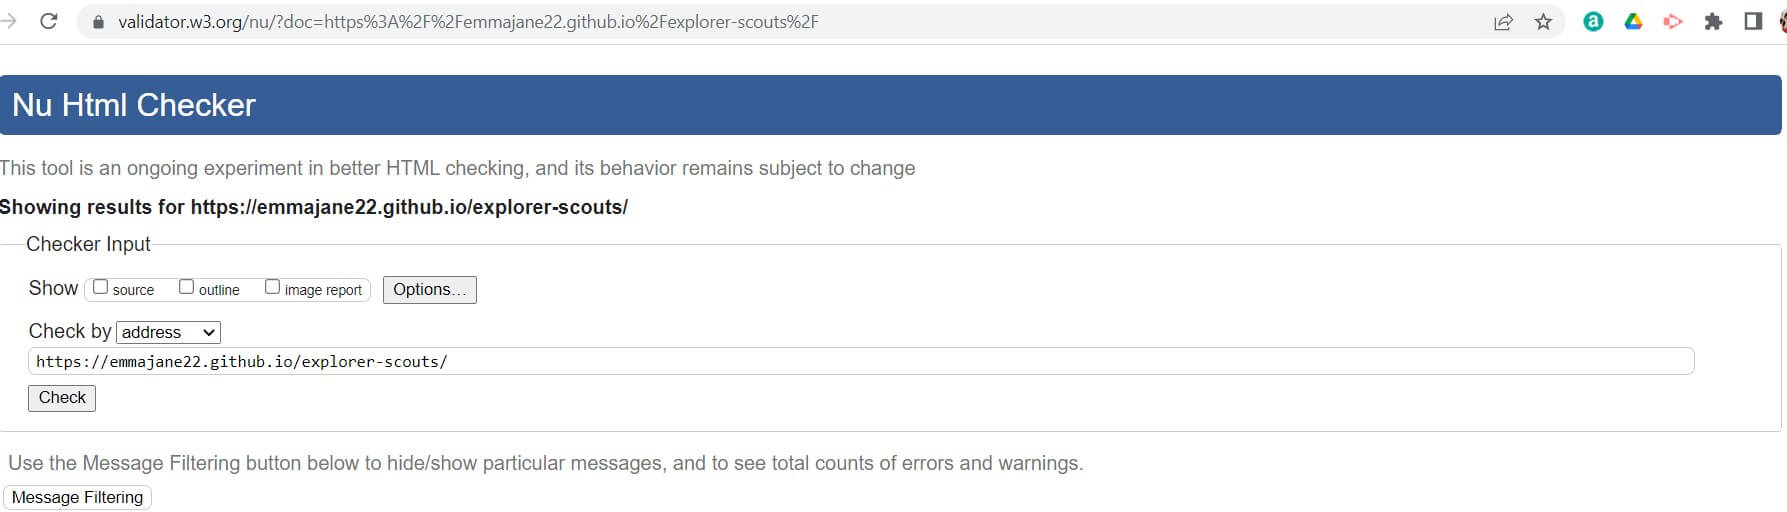 validator.w3.org/nu/?doc=https%3A%2F%2Femmajane22.github.io%2Fexplorer-scouts%2F
a
Nu Html Checker
This tool is an ongoing experiment in better HTML checking, and its behavior remains subject to change
Showing results for https://emmajane22.github.io/explorer-scouts/
Checker Input
Show source outline image report Options...
Check by address
https://emmajane22.github.io/explorer-scouts/
Check
Use the Message Filtering button below to hide/show particular messages, and to see total counts of errors and warnings.
Message Filtering